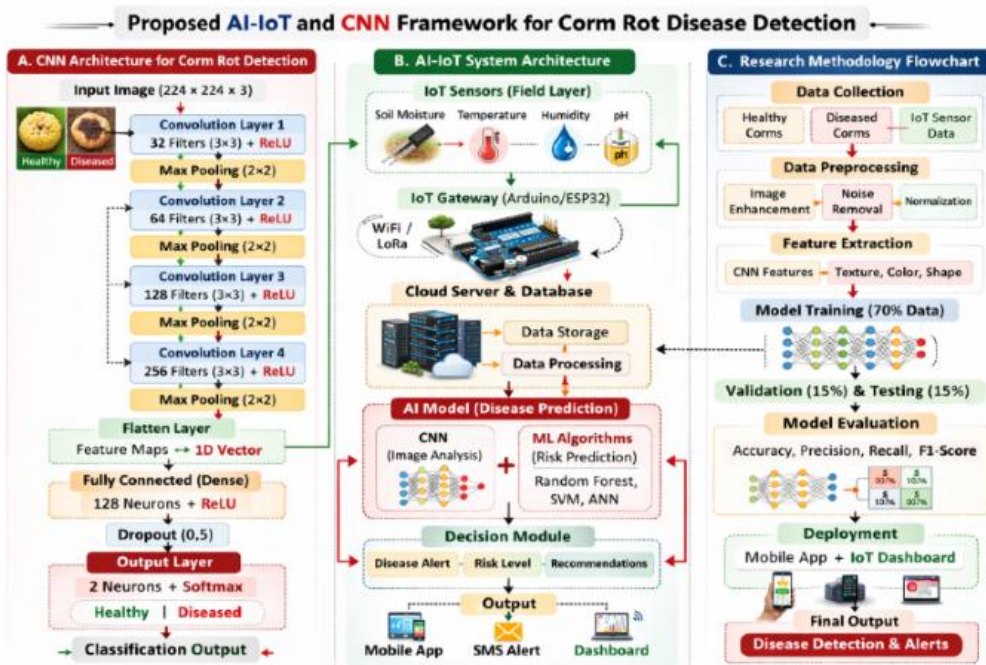 Proposed AI-IoT and CNN Framework for Corm Rot Disease Detection
A. CNN Architecture for Corm Rot Detection
Input Image (224 × 224 × 3)
Healthy
Diseased
Convolution Layer 1
32 Filters (3×3) + ReLU
Max Pooling (2×2)
Convolution Layer 2
64 Filters (3×3) + ReLU
Max Pooling (2×2)
Convolution Layer 3
128 Filters (3×3) + ReLU
Max Pooling (2×2)
Convolution Layer 4
256 Filters (3×3) + ReLU
Max Pooling (2×2)
Flatten Layer
Feature Maps ↔ 1D Vector
Fully Connected (Dense)
128 Neurons + ReLU
Dropout (0,5)
Output Layer
2 Neurons + Softmax
Healthy | Diseased
Classification Output
B. AI-IoT System Architecture
IoT Sensors (Field Layer)
Soil Moisture
Temperature
Humidity
pH
pH
IoT Gateway (Arduino/ESP32)
WiFi /
LoRa
Cloud Server & Database
Data Storage
Data Processing
AI Model (Disease Prediction)
CNN
(Image Analysis)
+
ML Algorithms
(Risk Prediction)
Random Forest,
SVM, ANN
Decision Module
Disease Alert
Risk Level
Recommendations
Output
Mobile App
SMS Alert
Dashboard
C. Research Methodology Flowchart
Data Collection
Healthy
Corms
Diseased
Corms
IoT Sensor
Data
Data Preprocessing
Image
Enhancement
Noise
Removal
Normaization
Feature Extraction
CNN Features
Texture, Color, Shape
Model Training (70% Data)
Validation (15%) & Testing (15%)
Model Evaluation
Accuracy, Precision, Recall, F1-Score
Deployment
Mobile App + IoT Dashboard
Final Output
Disease Detection & Alerts